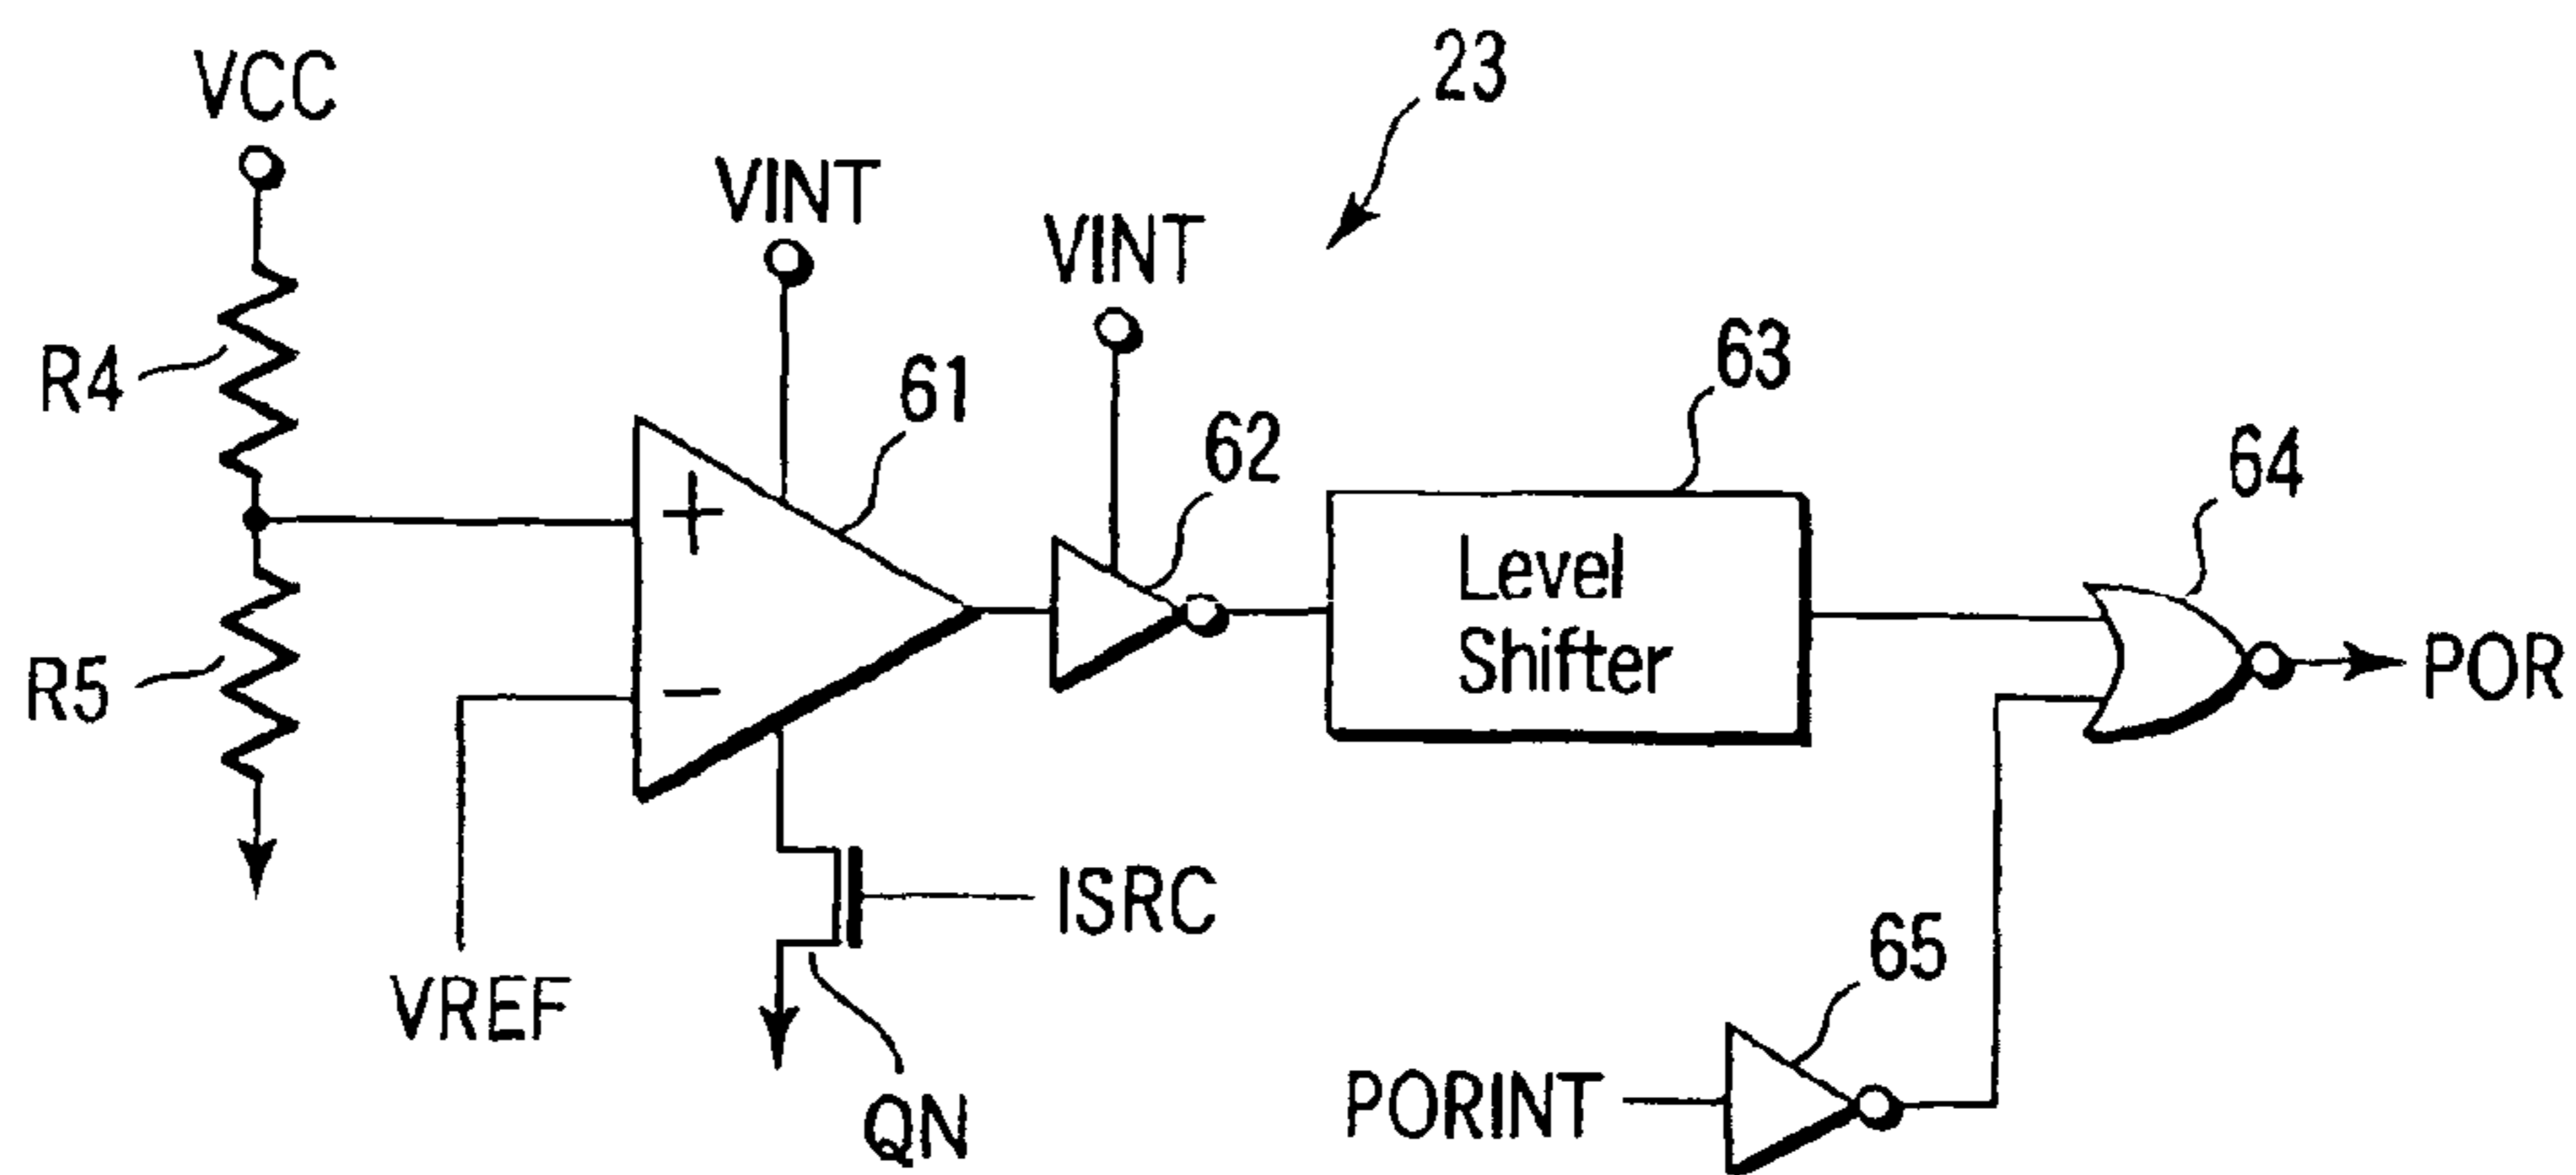 23
VCC
VINT
VINT
R4
61
62
63
64
+
Level
Shifter
R5
−
POR
ISRC
VREF
65
QN
PORINT